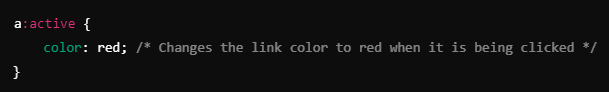 a:active {
    color: red; /* Changes the link color to red when it is being clicked */
}